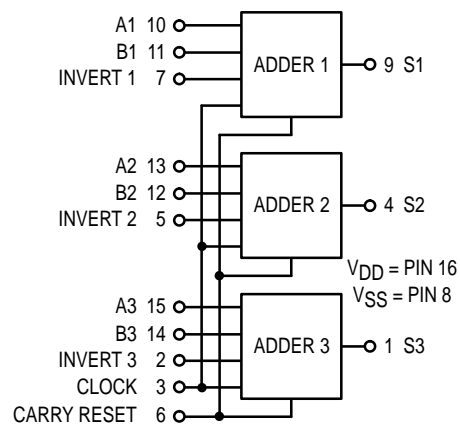 A1 10
B1 11
INVERT 1 7
ADDER 1
9 S1
A2 13
B2 12
INVERT 2 5
ADDER 2
4 S2
VDD = PIN 16
VSS = PIN 8
A3 15
B3 14
INVERT 3 2
CLOCK 3
CARRY RESET 6
ADDER 3
1 S3